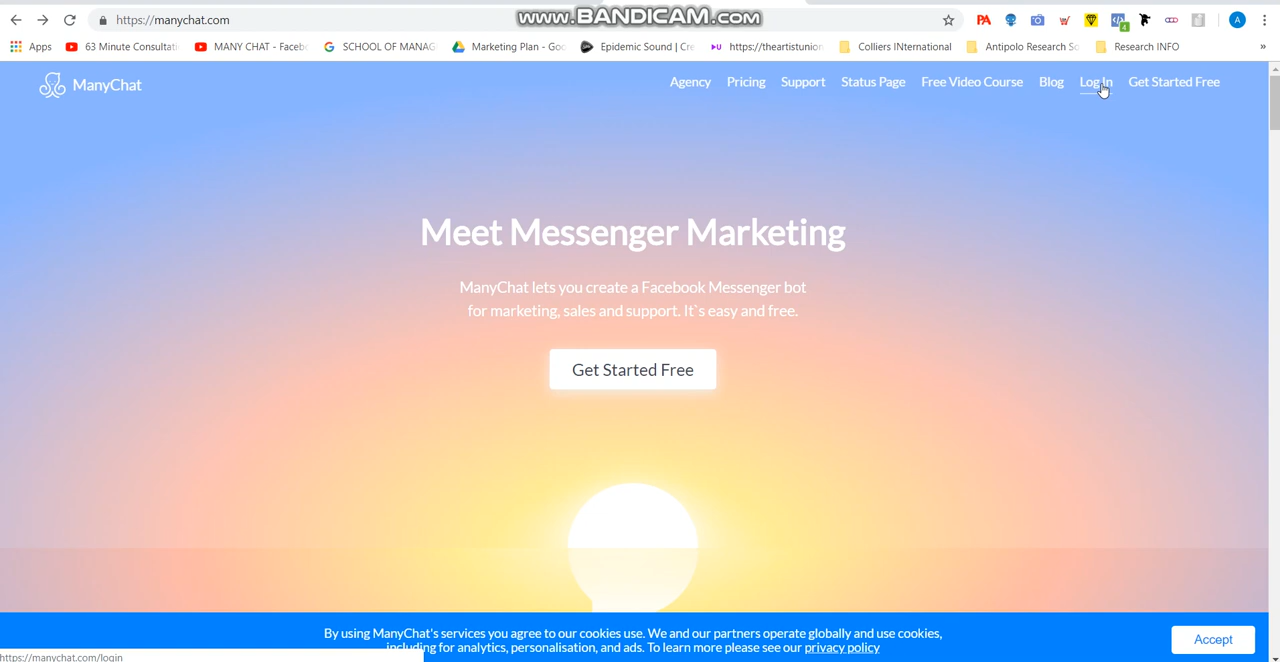 https://manychat.com
www.BANDICAM.com
PA
4
A
Apps
63 Minute Consultati
MANY CHAT - Faceb
SCHOOL OF MANAG
Marketing Plan - Goo
Epidemic Sound | Cre
https://theartistunion
Colliers INternational
Antipolo Research Sc
Research INFO
»
ManyChat
Agency
Pricing
Support
Status Page
Free Video Course
Blog
Log In
Get Started Free
Meet Messenger Marketing
ManyChat lets you create a Facebook Messenger bot
for marketing, sales and support. It`s easy and free.
Get Started Free
By using ManyChat's services you agree to our cookies use. We and our partners operate globally and use cookies,
including for analytics, personalisation, and ads. To learn more please see our privacy policy
Accept
https://manychat.com/login